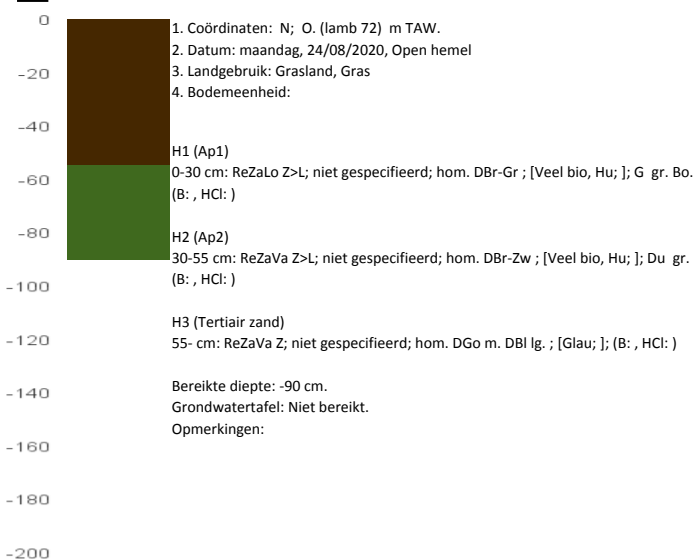 0
-20
-40
-60
-80
-100
-120
-140
-160
-180
-200
1. Coördinaten: N; O. (lamb 72) m TAW.
2. Datum: maandag, 24/08/2020, Open hemel
3. Landgebruik: Grasland, Gras
4. Bodemeenheid:
H1 (Ap1)
0-30 cm: ReZaLo Z>L; niet gespecifieerd; hom. DBr-Gr ; [Veel bio, Hu; ]; G gr. Bo.
(B: , HCl: )
H2 (Ap2)
30-55 cm: ReZaVa Z>L; niet gespecifieerd; hom. DBr-Zw ; [Veel bio, Hu; ]; Du gr.
(B: , HCl: )
H3 (Tertiair zand)
55- cm: ReZaVa Z; niet gespecifieerd; hom. DGo m. DBl lg. ; [Glau; ]; (B: , HCl: )
Bereikte diepte: -90 cm.
Grondwatertafel: Niet bereikt.
Opmerkingen: